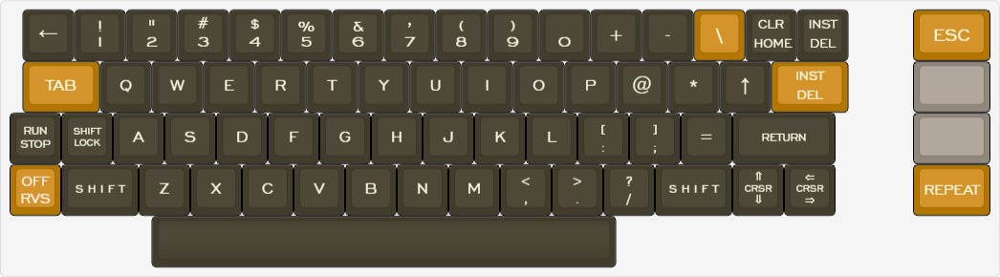 ← ! " # $ % & ' ( ) + - \ CLR INST ESC
1 2 3 4 5 6 7 8 9 0 HOME DEL
TAB Q W E R T Y U I O P @ * ↑ INST
DEL
RUN SHIFT A S D F G H J K L [ ] = RETURN
STOP LOCK : ;
OFF SHIFT Z X C V B N M < > ? SHIFT ⇑ ⇐ REPEAT
RVS , . / CRSR CRSR
⇓ ⇒